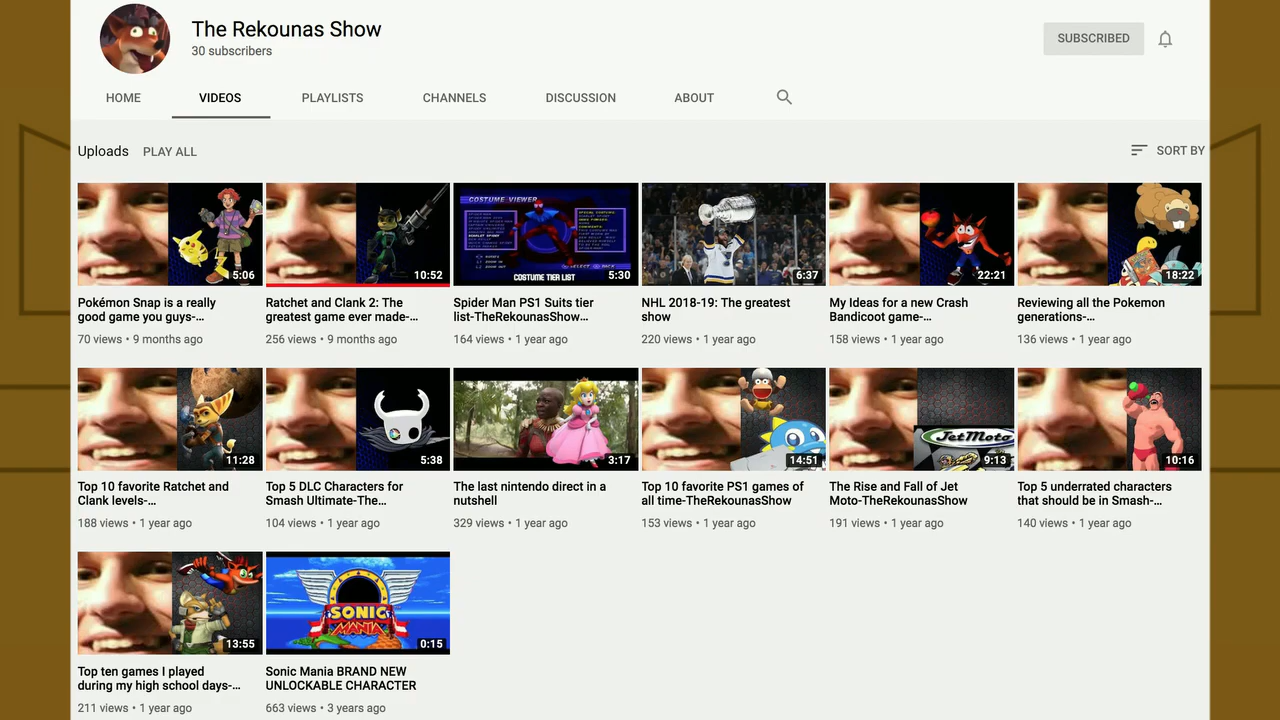 The Rekounas Show
30 subscribers
SUBSCRIBED
HOME VIDEOS PLAYLISTS CHANNELS DISCUSSION ABOUT
Uploads PLAY ALL SORT BY
COSTUME VIEWER
SELECT BACK
COSTUME TIER LIST
5:06 10:52 5:30 6:37 22:21 18:22
Pokémon Snap is a really good game you guys-...
70 views • 9 months ago
Ratchet and Clank 2: The greatest game ever made-...
256 views • 9 months ago
Spider Man PS1 Suits tier list-TheRekounasShow...
164 views • 1 year ago
NHL 2018-19: The greatest show
220 views • 1 year ago
My Ideas for a new Crash Bandicoot game-...
158 views • 1 year ago
Reviewing all the Pokemon generations-...
136 views • 1 year ago
JetMoto
11:28 5:38 3:17 14:51 9:13 10:16
Top 10 favorite Ratchet and Clank levels-...
188 views • 1 year ago
Top 5 DLC Characters for Smash Ultimate-The...
104 views • 1 year ago
The last nintendo direct in a nutshell
329 views • 1 year ago
Top 10 favorite PS1 games of all time-TheRekounasShow
153 views • 1 year ago
The Rise and Fall of Jet Moto-TheRekounasShow
191 views • 1 year ago
Top 5 underrated characters that should be in Smash-...
140 views • 1 year ago
SONIC
MANIA
13:55 0:15
Top ten games I played during my high school days-...
211 views • 1 year ago
Sonic Mania BRAND NEW UNLOCKABLE CHARACTER
663 views • 3 years ago